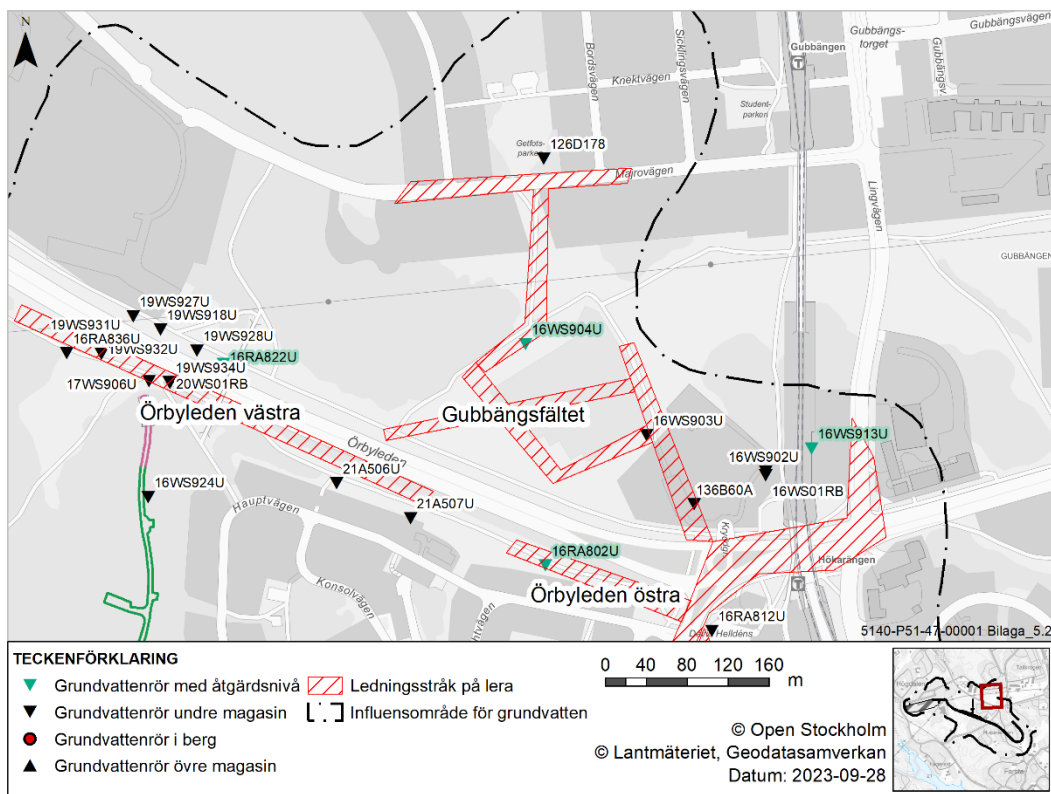 N
Gubbängsvägen
Gubbängs-
torget
Gubbängsv.
Gubbängen
T
Sicklingsvägen
Bordsvägen
Knektvägen
Student-
parken
Getfots-
parken
126D178
Majrovägen
Lingvägen
GUBBÄNGEN
19WS927U
19WS918U
19WS931U
16RA836U
19WS932U
19WS928U
16RA822U
16WS904U
19WS934U
17WS906U
20WS01RB
Örbyleden västra
Gubbängsfältet
16WS903U
16WS913U
Örbyleden
16WS902U
16WS01RB
21A506U
136B60A
16WS924U
Hauptvägen
21A507U
16RA802U
Hökarängen
T
Konsolvägen
Örbyleden östra
16RA812U
5140-P51-47-00001 Bilaga_5.2
TECKENFÖRKLARING
Grundvattenrör med åtgärdsnivå
Grundvattenrör undre magasin
Grundvattenrör i berg
Grundvattenrör övre magasin
Ledningsstråk på lera
Influensområde för grundvatten
0 40 80 120 160
m
© Open Stockholm
© Lantmäteriet, Geodatasamverkan
Datum: 2023-09-28